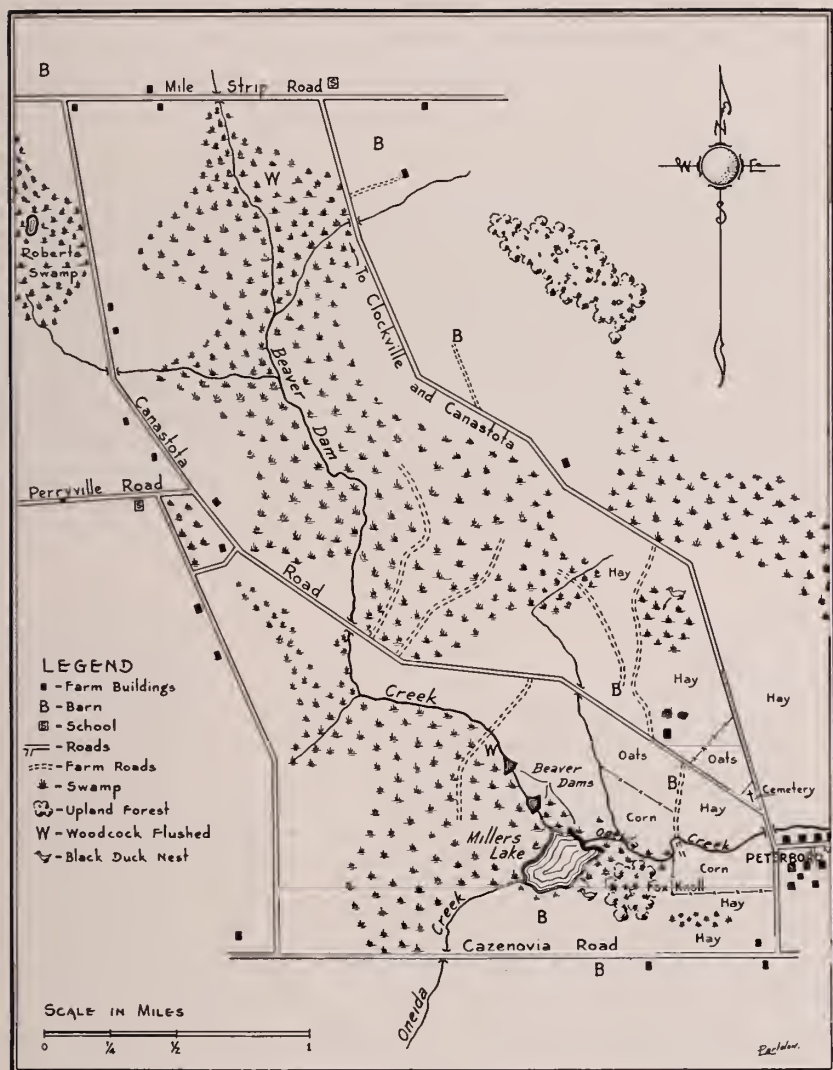 B
Mile Strip Road S
B
W
N
W E
S
Roberts
Swamp
To Clockville
and Canastota
B
Beaver
Dam
Canastota
Perryville Road
S
Road
Hay
LEGEND
- Farm Buildings
B - Barn
S - School
- Roads
- Farm Roads
- Swamp
- Upland Forest
W - Woodcock Flushed
- Black Duck Nest
Creek
Hay
Hay
B
W
Beaver
Dams
Oats
Oats
B
Cemetery
Hay
Corn
Millers
Lake
Creek
PETERBORO
Corn
Fox Knoll
Hay
B
Creek
Hay
Cazenovia Road
B
Oneida
SCALE IN MILES
0 1/4 1/2 1